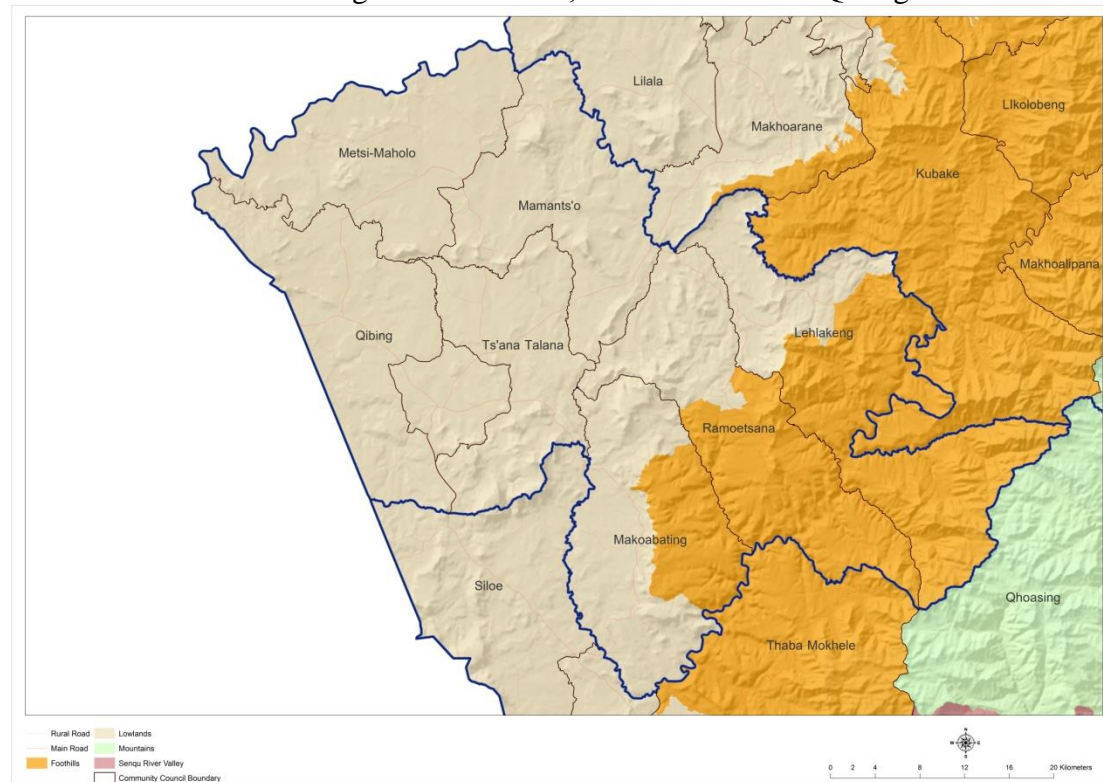 Lilala
Makhoarane
LIkolobeng
Metsi-Maholo
Kubake
Mamants'o
Makhoalipana
Qibing
Ts'ana Talana
Lehlakeng
Ramoetsana
Makoabating
Siloe
Qhoasing
Thaba Mokhele
Rural Road
Main Road
Foothills
Lowlands
Mountains
Senqu River Valley
Community Council Boundary
N
W E
S
0 2 4 8 12 16 20 Kilometers